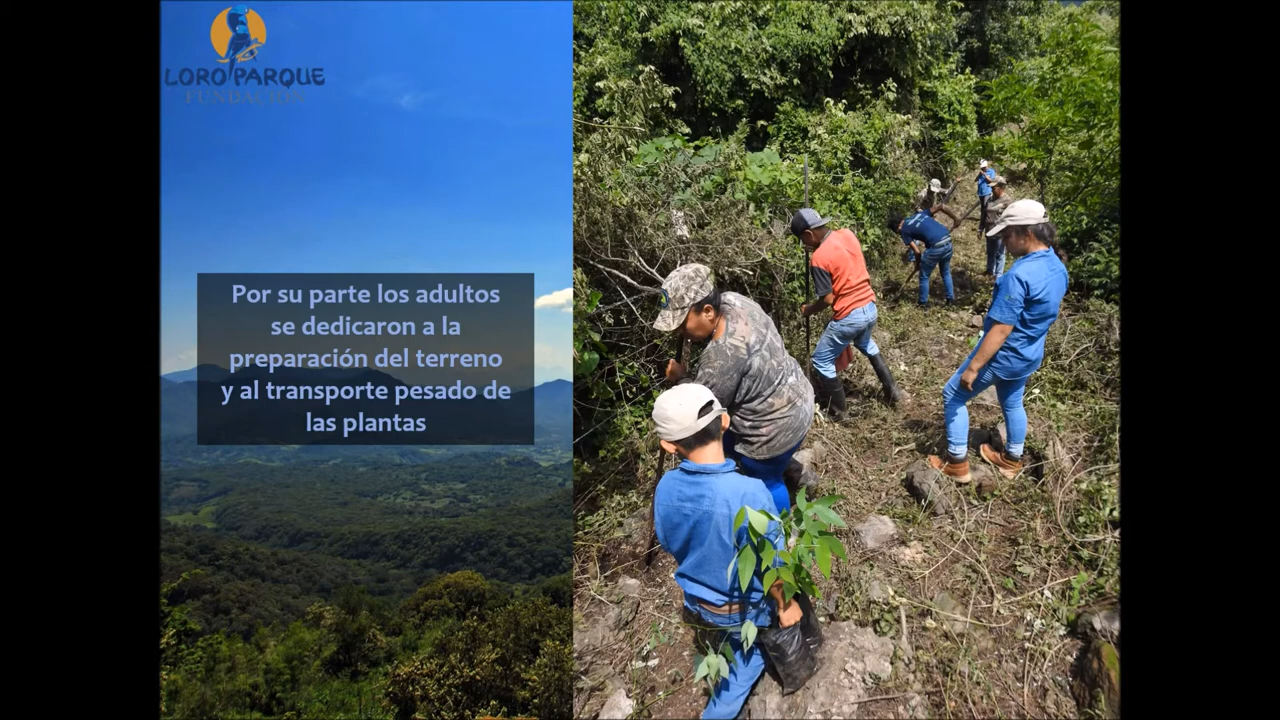 LORO PARQUE
FUNDACIÓN
Por su parte los adultos
se dedicaron a la
preparación del terreno
y al transporte pesado de
las plantas